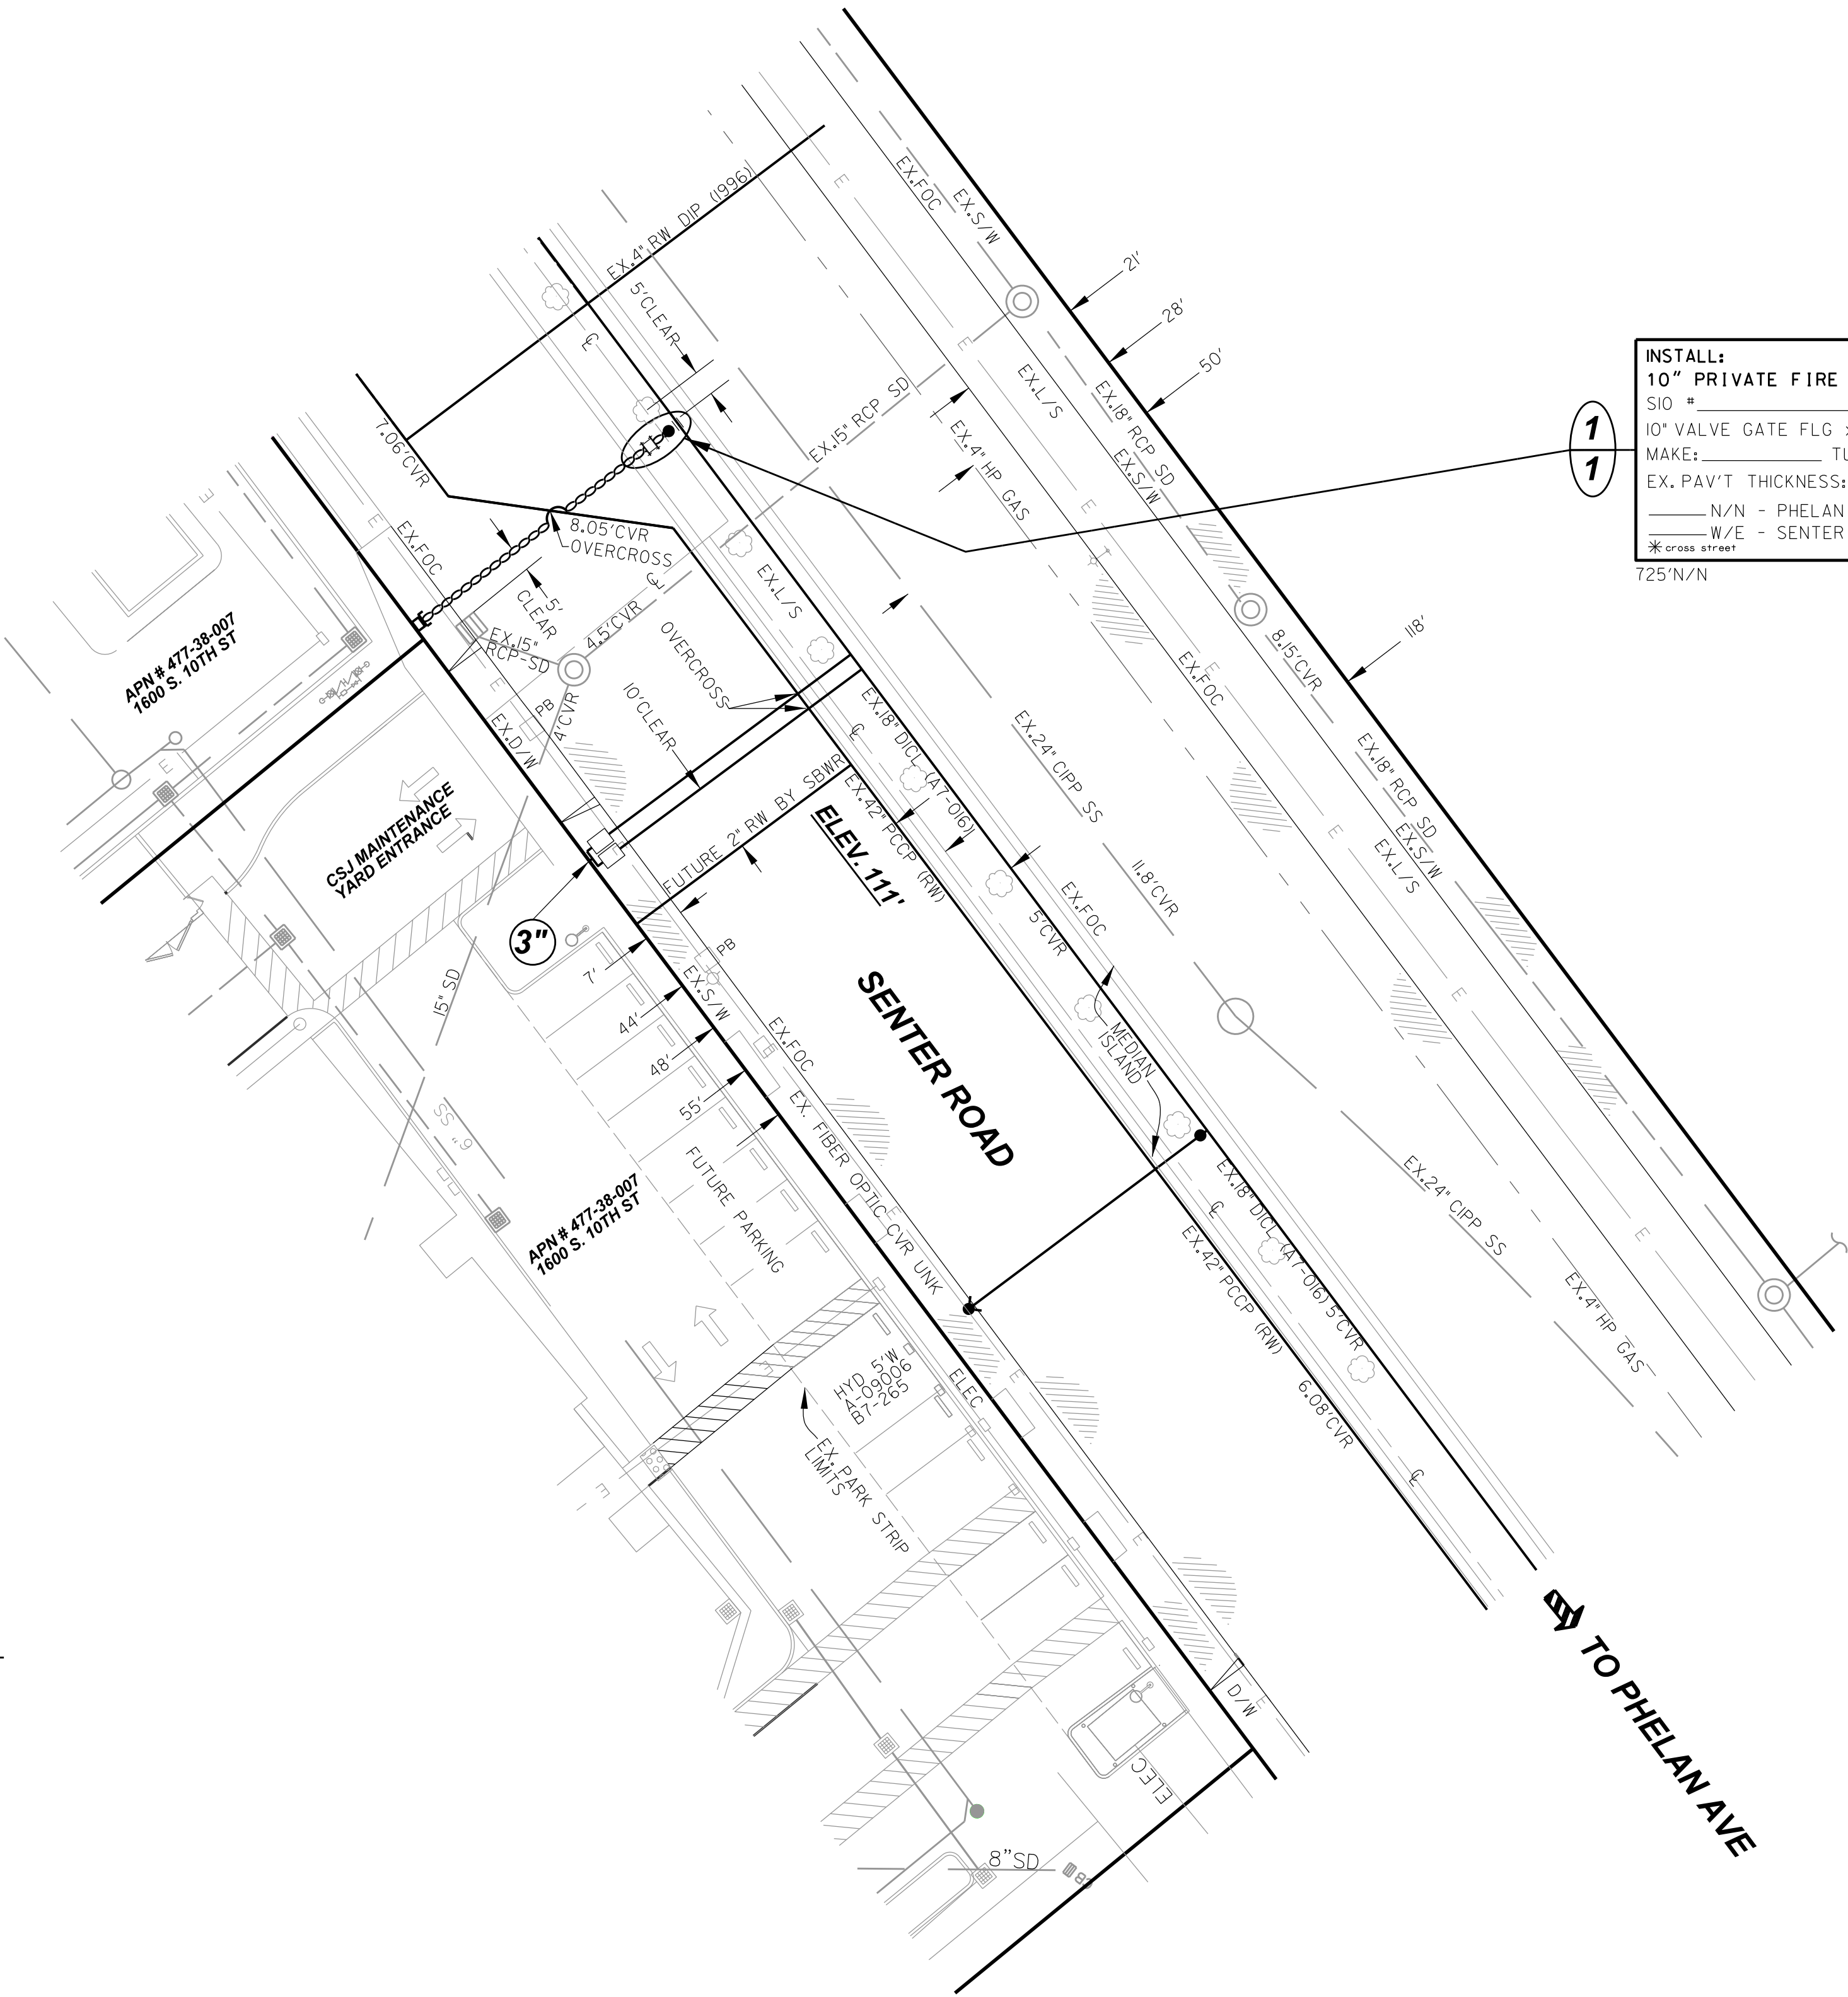 EX.4" RW DIP (1996)
EX.FOC
EX.S/W
21'
28'
50'
5'CLEAR
℄
7.06'CVR
EX.15" RCP SD
EX.4" HP GAS
EX.L/S
EX.18" RCP SD
EX.S/W
1
1
INSTALL:
10" PRIVATE FIRE
SIO #
10" VALVE GATE FLG
MAKE: TU
EX. PAV'T THICKNESS:
N/N - PHELAN
W/E - SENTER
* cross street
725'N/N
E
EX.FOC
8.05'CVR
OVERCROSS
5'
CLEAR
EX.15"
RCP-SD
4.5'CVR
℄
EX.L/S
OVERCROSS
10'CLEAR
PB
4'CVR
EX.D/W
APN # 477-38-007
1600 S. 10TH ST
E
CSJ MAINTENANCE
YARD ENTRANCE
EX.18" DICL (A7-016)
℄
EX.42" PCCP (RW)
FUTURE 2" RW BY SBWR
ELEV. 111'
3"
EX.24" CIPP SS
11.8'CVR
EX.FOC
8.15'CVR
118'
EX.18" RCP SD
EX.S/W
EX.L/S
EX.FOC
5'CVR
PB
7'
44'
48'
55'
EX.S/W
EX.FOC
SENTER ROAD
MEDIAN
ISLAND
15" SD
6" SS
APN # 477-38-007
1600 S. 10TH ST
FUTURE PARKING
EX. FIBER OPTIC CVR UNK
EX.18" DICL (A7-016) 5'CVR
℄
EX.42" PCCP (RW)
6.08'CVR
℄
EX.24" CIPP SS
EX.4" HP GAS
HYD 5'W
A-09006
B7-265
ELEC
EX. PARK STRIP
LIMITS
D/W
ELEC
8"SD
CB
TO PHELAN AVE